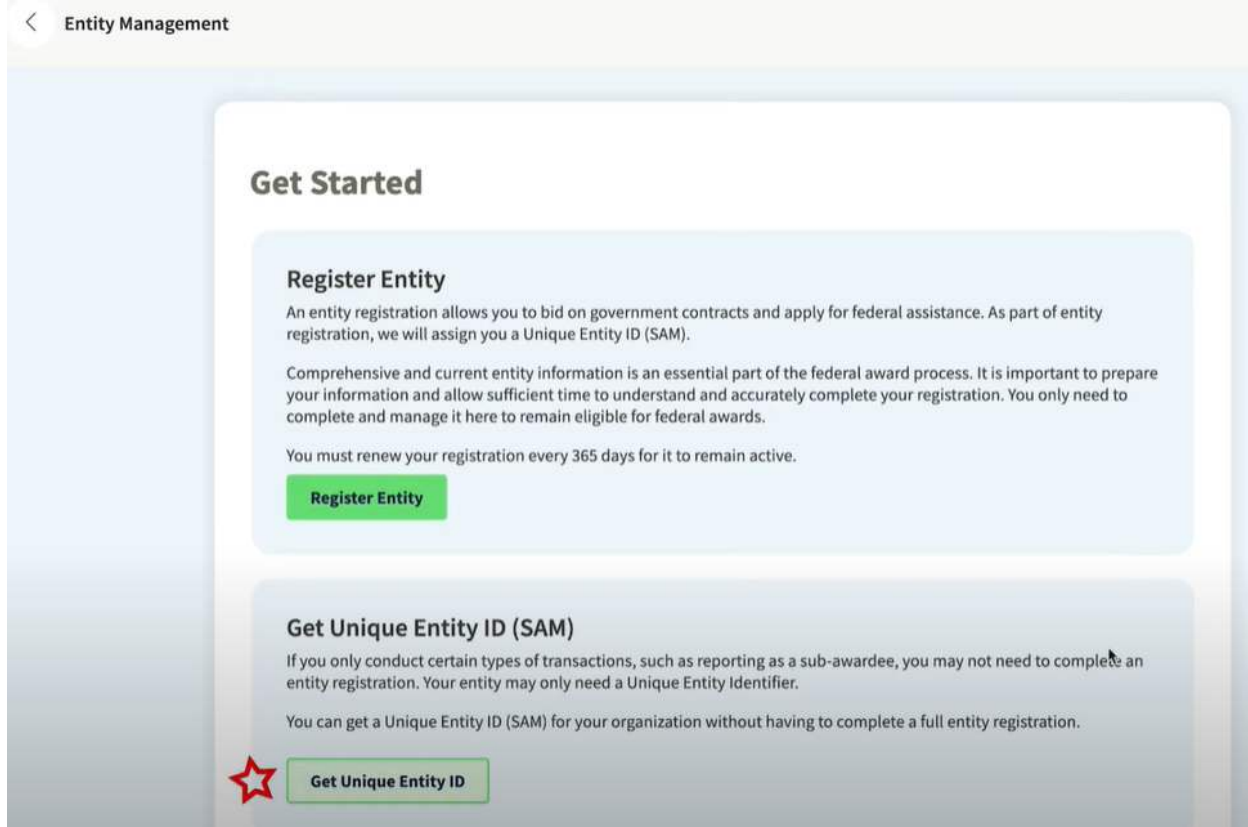 Entity Management
Get Started
Register Entity
An entity registration allows you to bid on government contracts and apply for federal assistance. As part of entity
registration, we will assign you a Unique Entity ID (SAM).
Comprehensive and current entity information is an essential part of the federal award process. It is important to prepare
your information and allow sufficient time to understand and accurately complete your registration. You only need to
complete and manage it here to remain eligible for federal awards.
You must renew your registration every 365 days for it to remain active.
Register Entity
Get Unique Entity ID (SAM)
If you only conduct certain types of transactions, such as reporting as a sub-awardee, you may not need to complete an
entity registration. Your entity may only need a Unique Entity Identifier.
You can get a Unique Entity ID (SAM) for your organization without having to complete a full entity registration.
Get Unique Entity ID